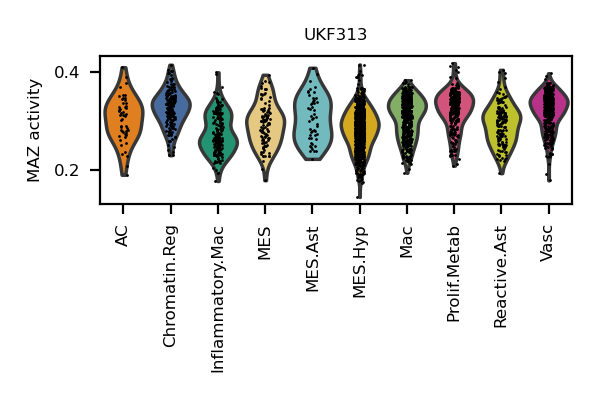 UKF313
MAZ activity
0.4
0.2
AC
Chromatin.Reg
Inflammatory.Mac
MES
MES.Ast
MES.Hyp
Mac
Prolif.Metab
Reactive.Ast
Vasc